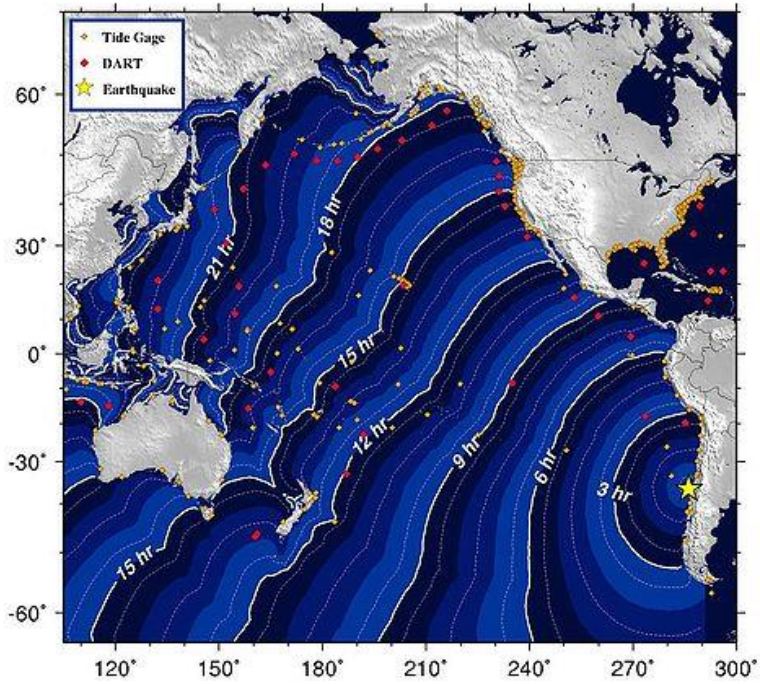 Tide Gage
DART
Earthquake
60°
30°
0°
-30°
-60°
21 hr
18 hr
15 hr
12 hr
9 hr
6 hr
3 hr
15 hr
120°
150°
180°
210°
240°
270°
300°